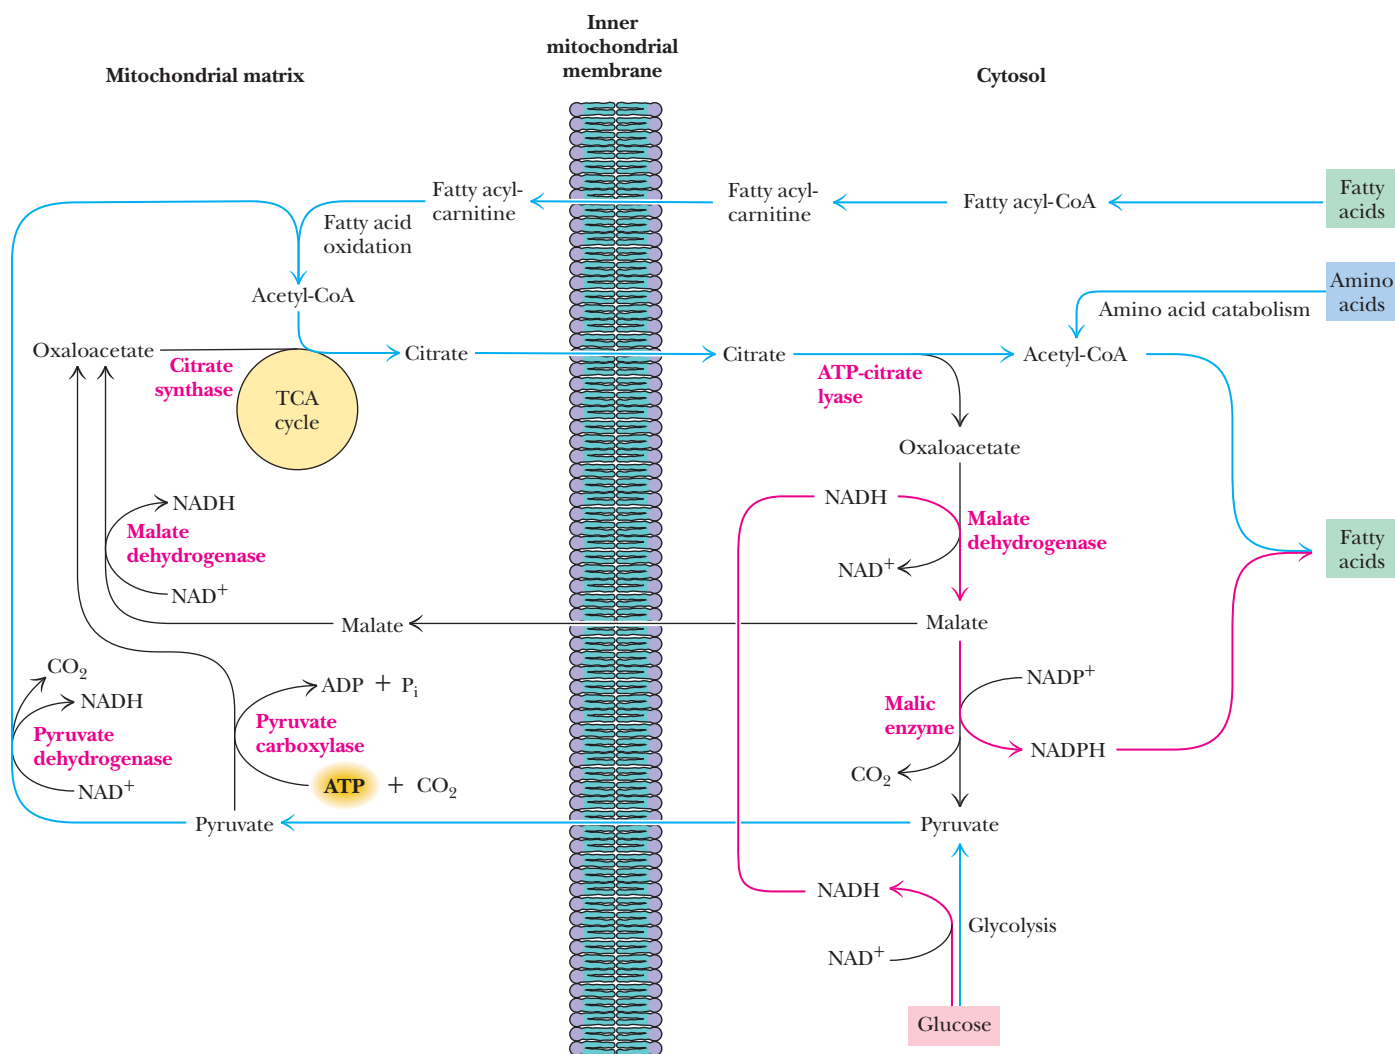 Inner
mitochondrial
membrane
Mitochondrial matrix
Cytosol
Fatty acyl-
carnitine
Fatty acyl-
carnitine
Fatty acyl-CoA
Fatty
acids
Fatty acid
oxidation
Acetyl-CoA
Amino
acids
Amino acid catabolism
Oxaloacetate
Citrate
synthase
TCA
cycle
Citrate
Citrate
ATP-citrate
lyase
Acetyl-CoA
Oxaloacetate
NADH
Malate
dehydrogenase
NAD+
NADH
Malate
dehydrogenase
NAD+
Fatty
acids
Malate
Malate
CO2
NADH
Pyruvate
dehydrogenase
NAD+
ADP + Pi
Pyruvate
carboxylase
ATP + CO2
NADP+
Malic
enzyme
NADPH
CO2
Pyruvate
Pyruvate
NADH
Glycolysis
NAD+
Glucose